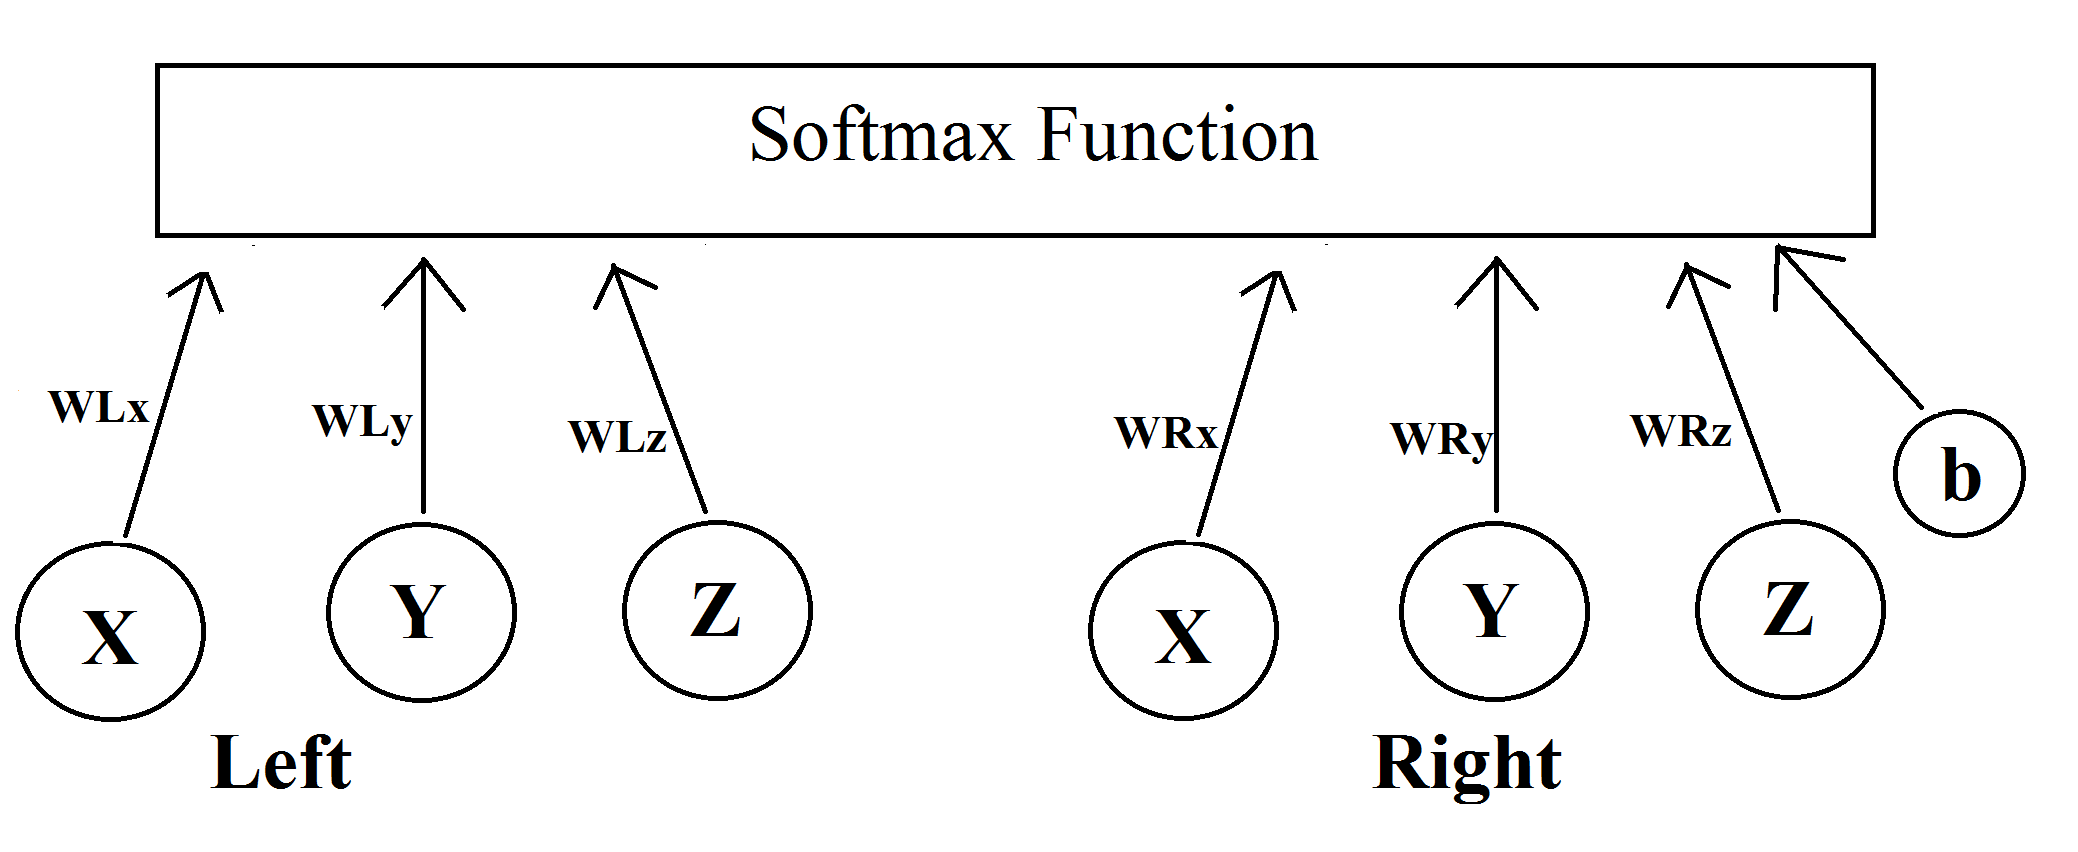 Softmax Function
WLx
WLy
WLz
WRx
WRy
WRz
b
X
Y
Z
X
Y
Z
Left
Right